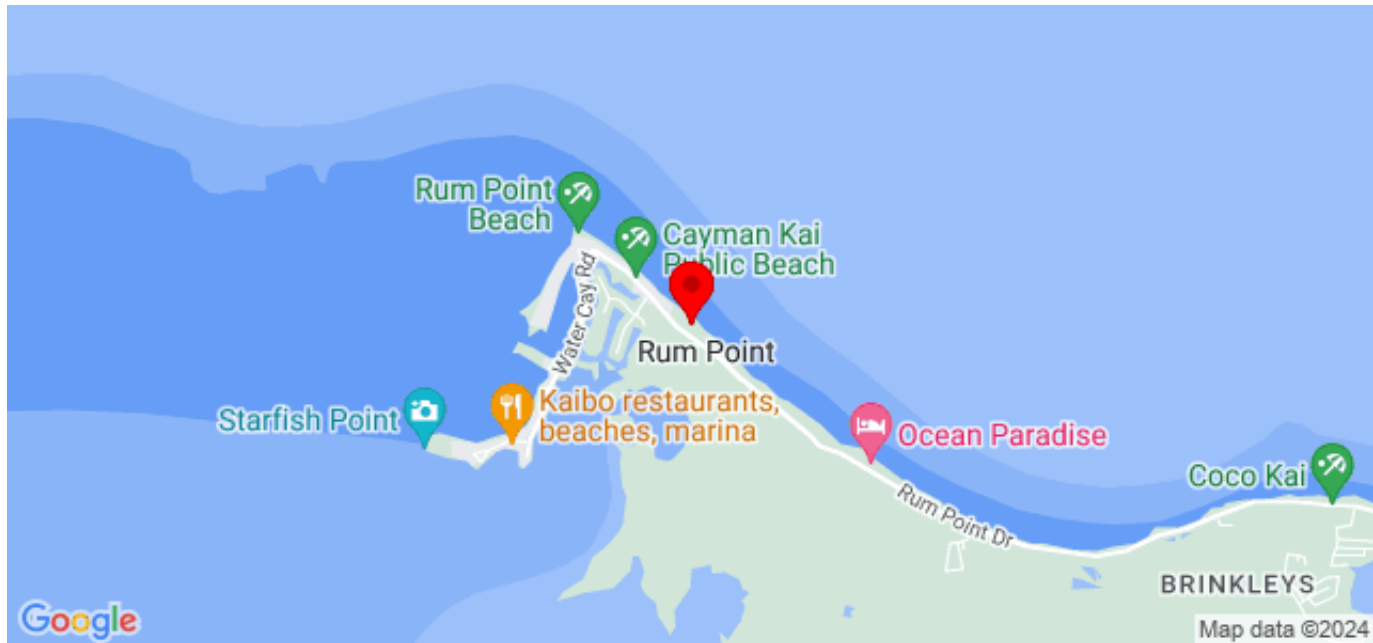 Rum Point
Beach
Cayman Kai
Public Beach
Water Cay Rd
Rum Point
Starfish Point
Kaibo restaurants,
beaches, marina
Ocean Paradise
Coco Kai
Rum Point Dr
BRINKLEYS
Google
Map data ©2024